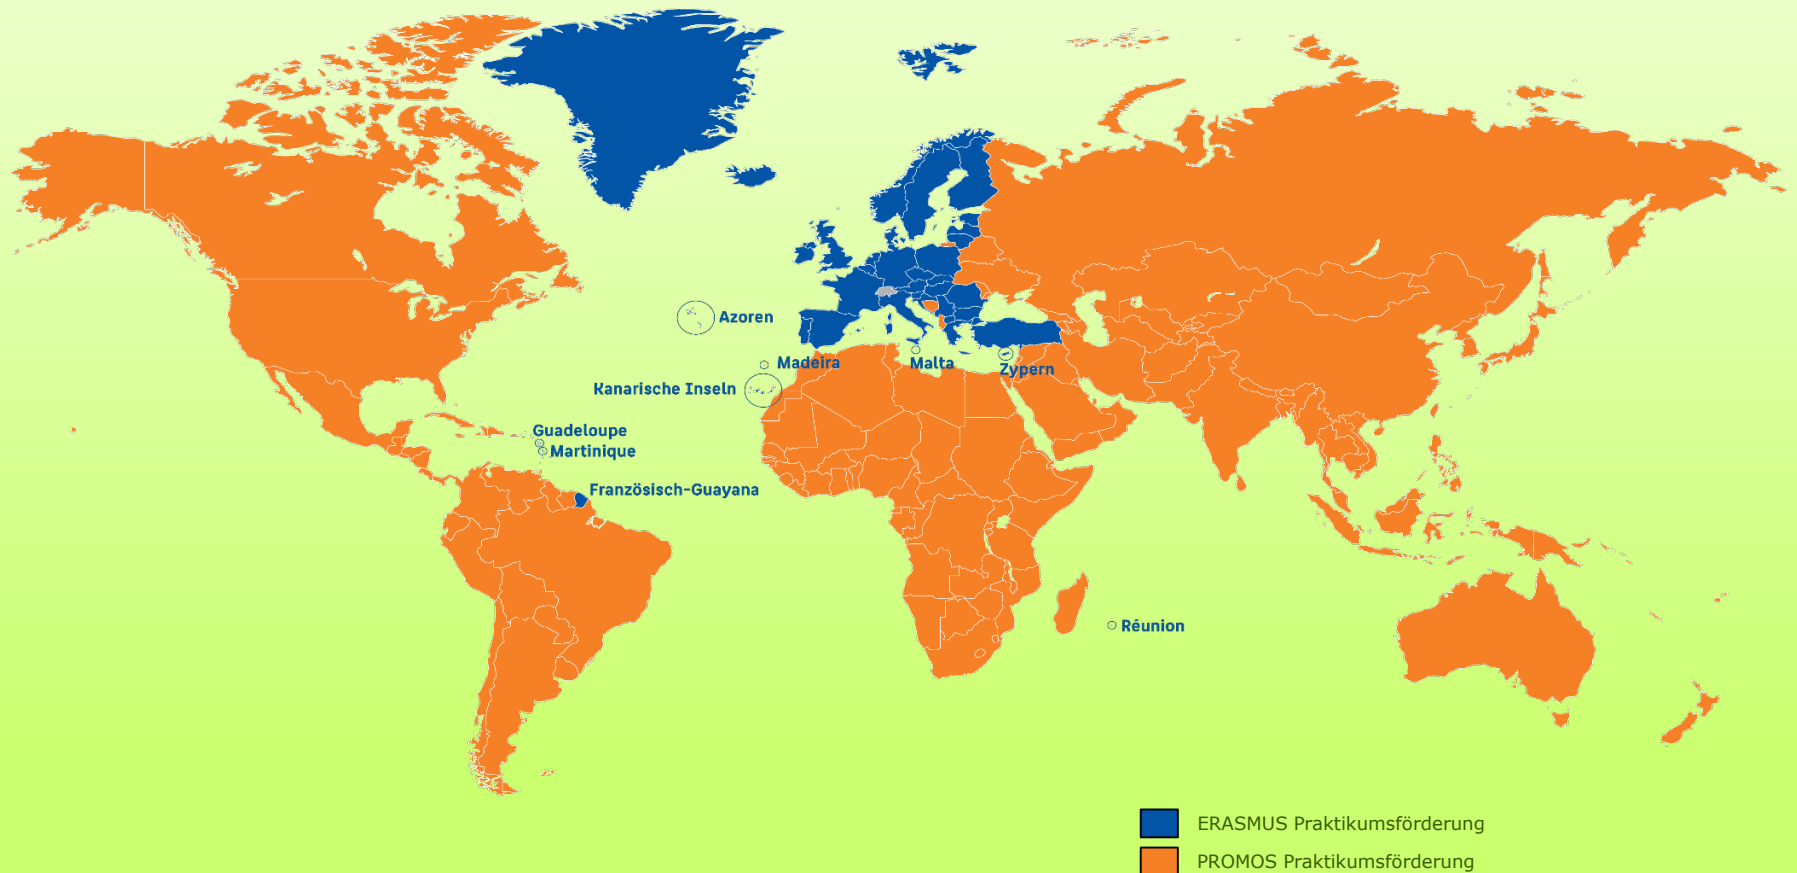 Azoren
Madeira
Malta
Zypern
Kanarische Inseln
Guadeloupe
Martinique
Französisch-Guayana
Réunion
ERASMUS Praktikumsförderung
PROMOS Praktikumsförderung